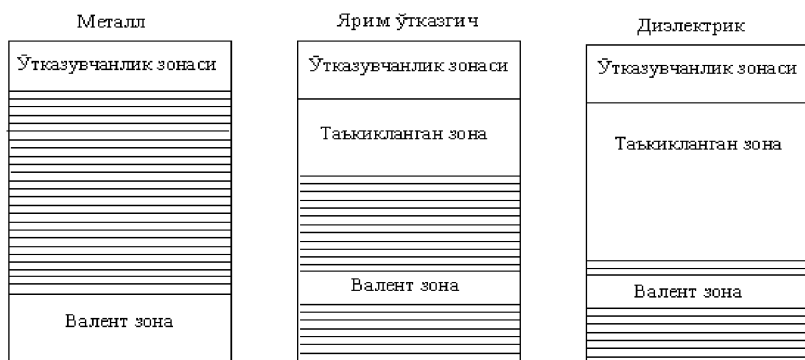 Металл
Ўтказувчанлик зонаси
Валент зона
Ярим ўтказгич
Ўтказувчанлик зонаси
Таъкикланган зона
Валент зона
Диэлектрик
Ўтказувчанлик зонаси
Таъкикланган зона
Валент зона